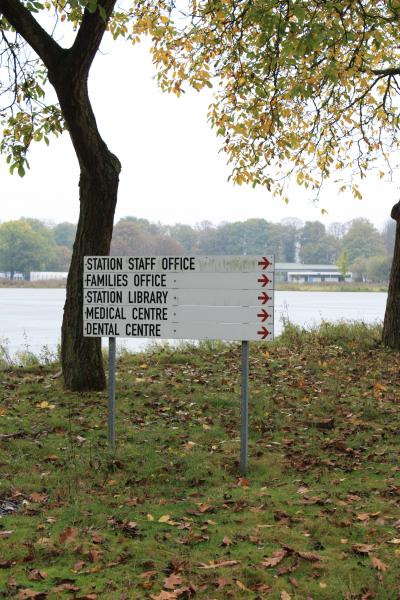 STATION STAFF OFFICE
FAMILIES OFFICE
STATION LIBRARY
MEDICAL CENTRE
DENTAL CENTRE